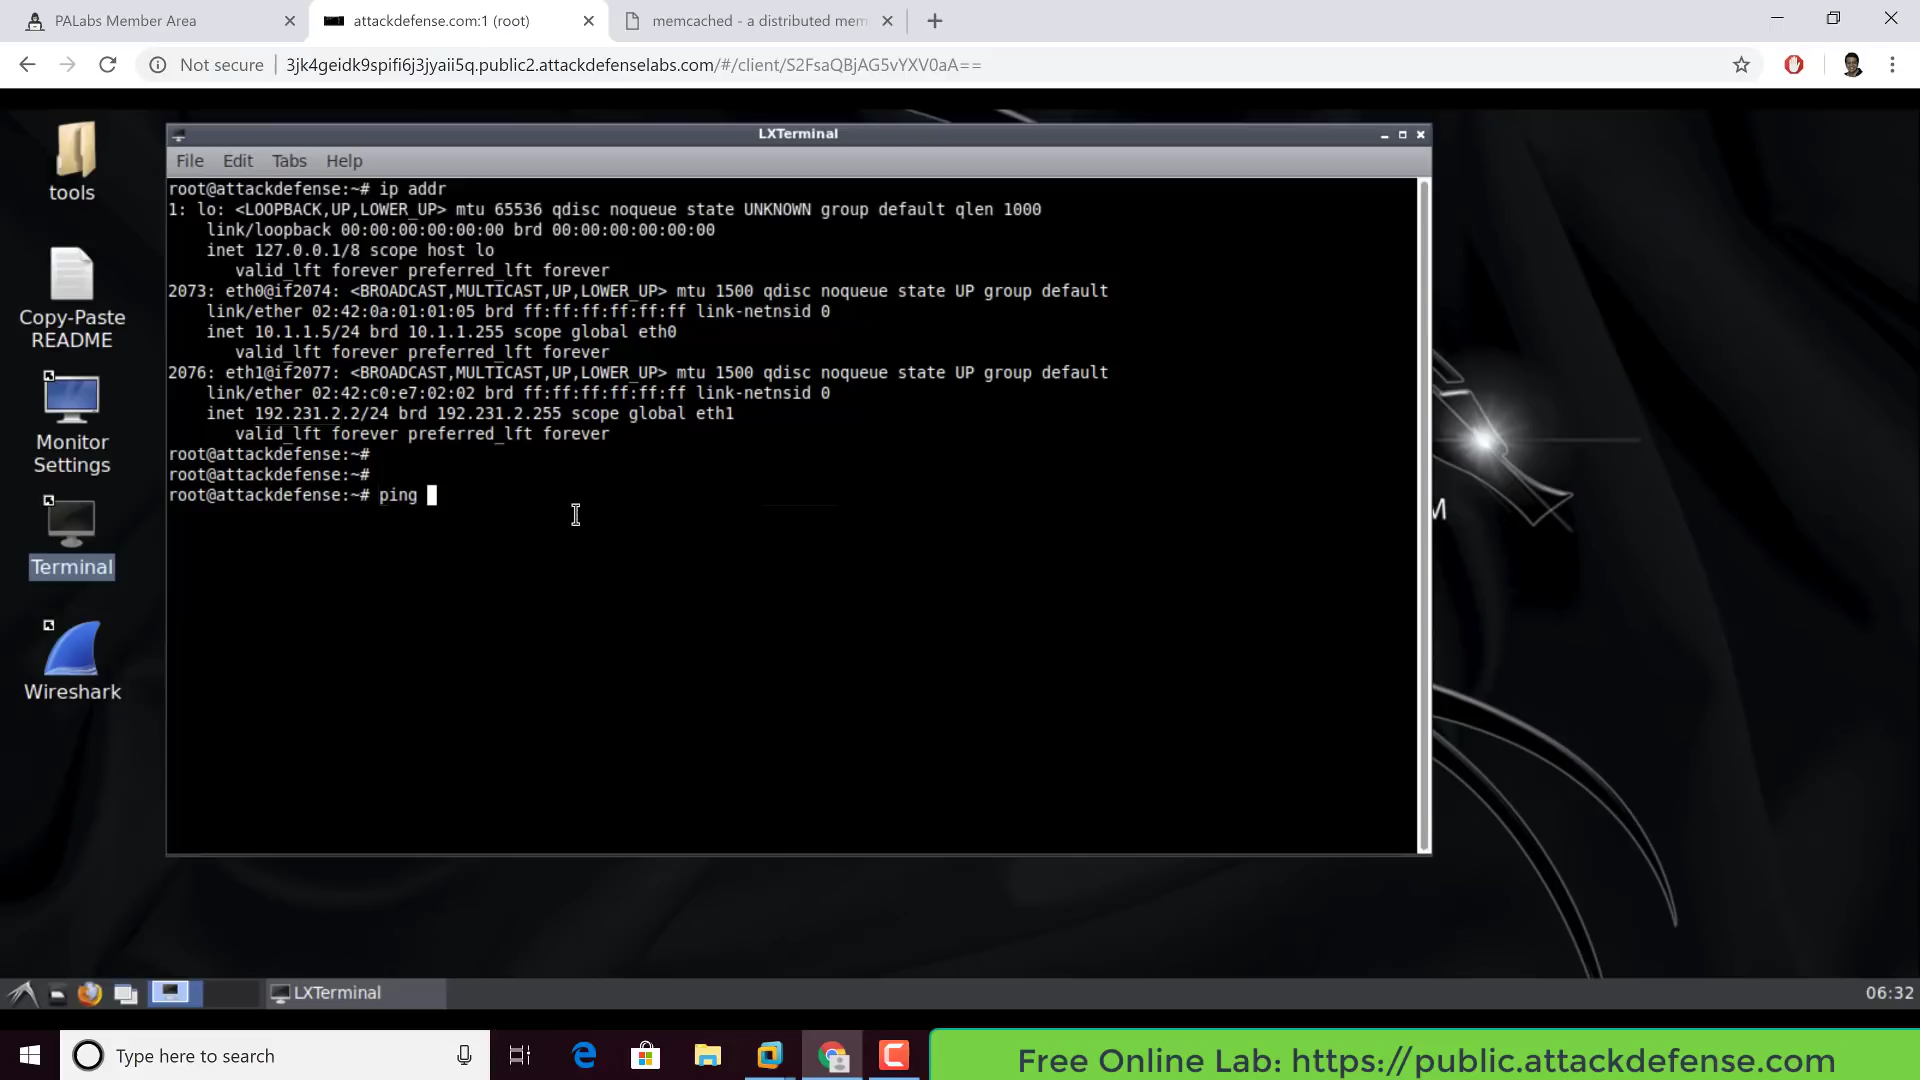 PALabs Member Area
attackdefense.com:1 (root)
memcached - a distributed mem
Not secure
3jk4geidk9spifi6j3jyaii5q.public2.attackdefenselabs.com/#/client/S2FsaQBjAG5vYXV0aA==
LXTerminal
File Edit Tabs Help
root@attackdefense:~# ip addr
1: lo: <LOOPBACK,UP,LOWER_UP> mtu 65536 qdisc noqueue state UNKNOWN group default qlen 1000
link/loopback 00:00:00:00:00:00 brd 00:00:00:00:00:00
inet 127.0.0.1/8 scope host lo
valid_lft forever preferred_lft forever
2073: eth0@if2074: <BROADCAST,MULTICAST,UP,LOWER_UP> mtu 1500 qdisc noqueue state UP group default
link/ether 02:42:0a:01:01:05 brd ff:ff:ff:ff:ff:ff link-netnsid 0
inet 10.1.1.5/24 brd 10.1.1.255 scope global eth0
valid_lft forever preferred_lft forever
2076: eth1@if2077: <BROADCAST,MULTICAST,UP,LOWER_UP> mtu 1500 qdisc noqueue state UP group default
link/ether 02:42:c0:e7:02:02 brd ff:ff:ff:ff:ff:ff link-netnsid 0
inet 192.231.2.2/24 brd 192.231.2.255 scope global eth1
valid_lft forever preferred_lft forever
root@attackdefense:~#
root@attackdefense:~#
root@attackdefense:~# ping
tools
Copy-Paste
README
Monitor
Settings
Terminal
Wireshark
M
LXTerminal
06:32
Type here to search
Free Online Lab: https://public.attackdefense.com